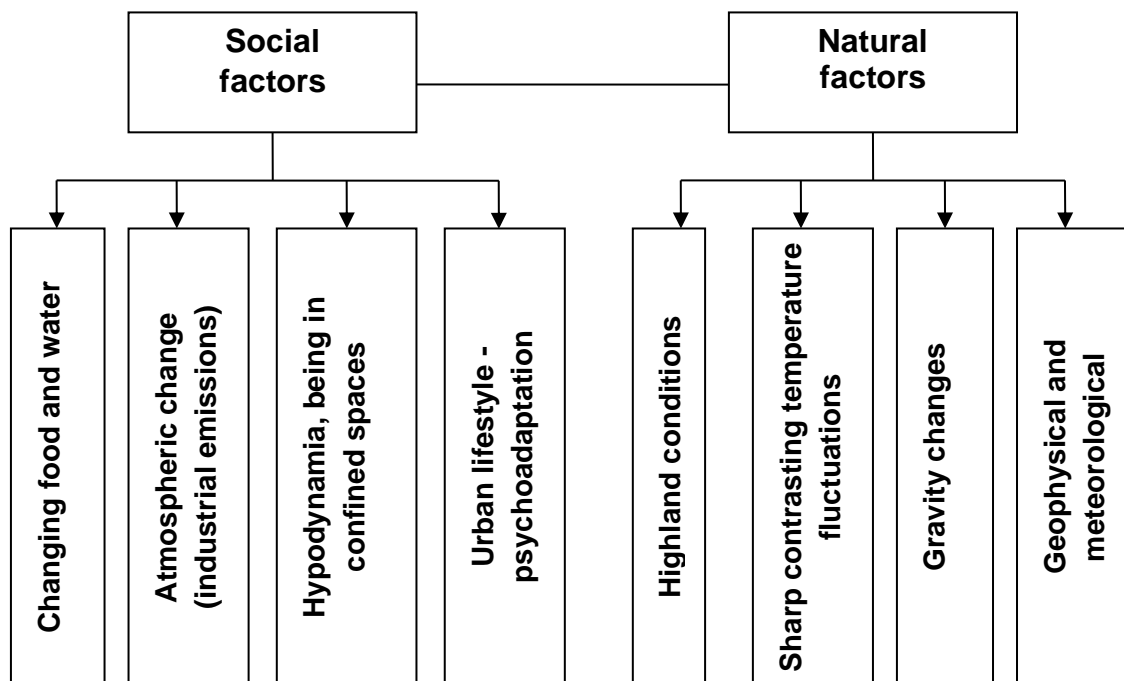 Social
factors
Natural
factors
Changing food and water
Atmospheric change
(industrial emissions)
Hypodynamia, being in
confined spaces
Urban lifestyle -
psychoadaptation
Highland conditions
Sharp contrasting temperature
fluctuations
Gravity changes
Geophysical and
meteorological